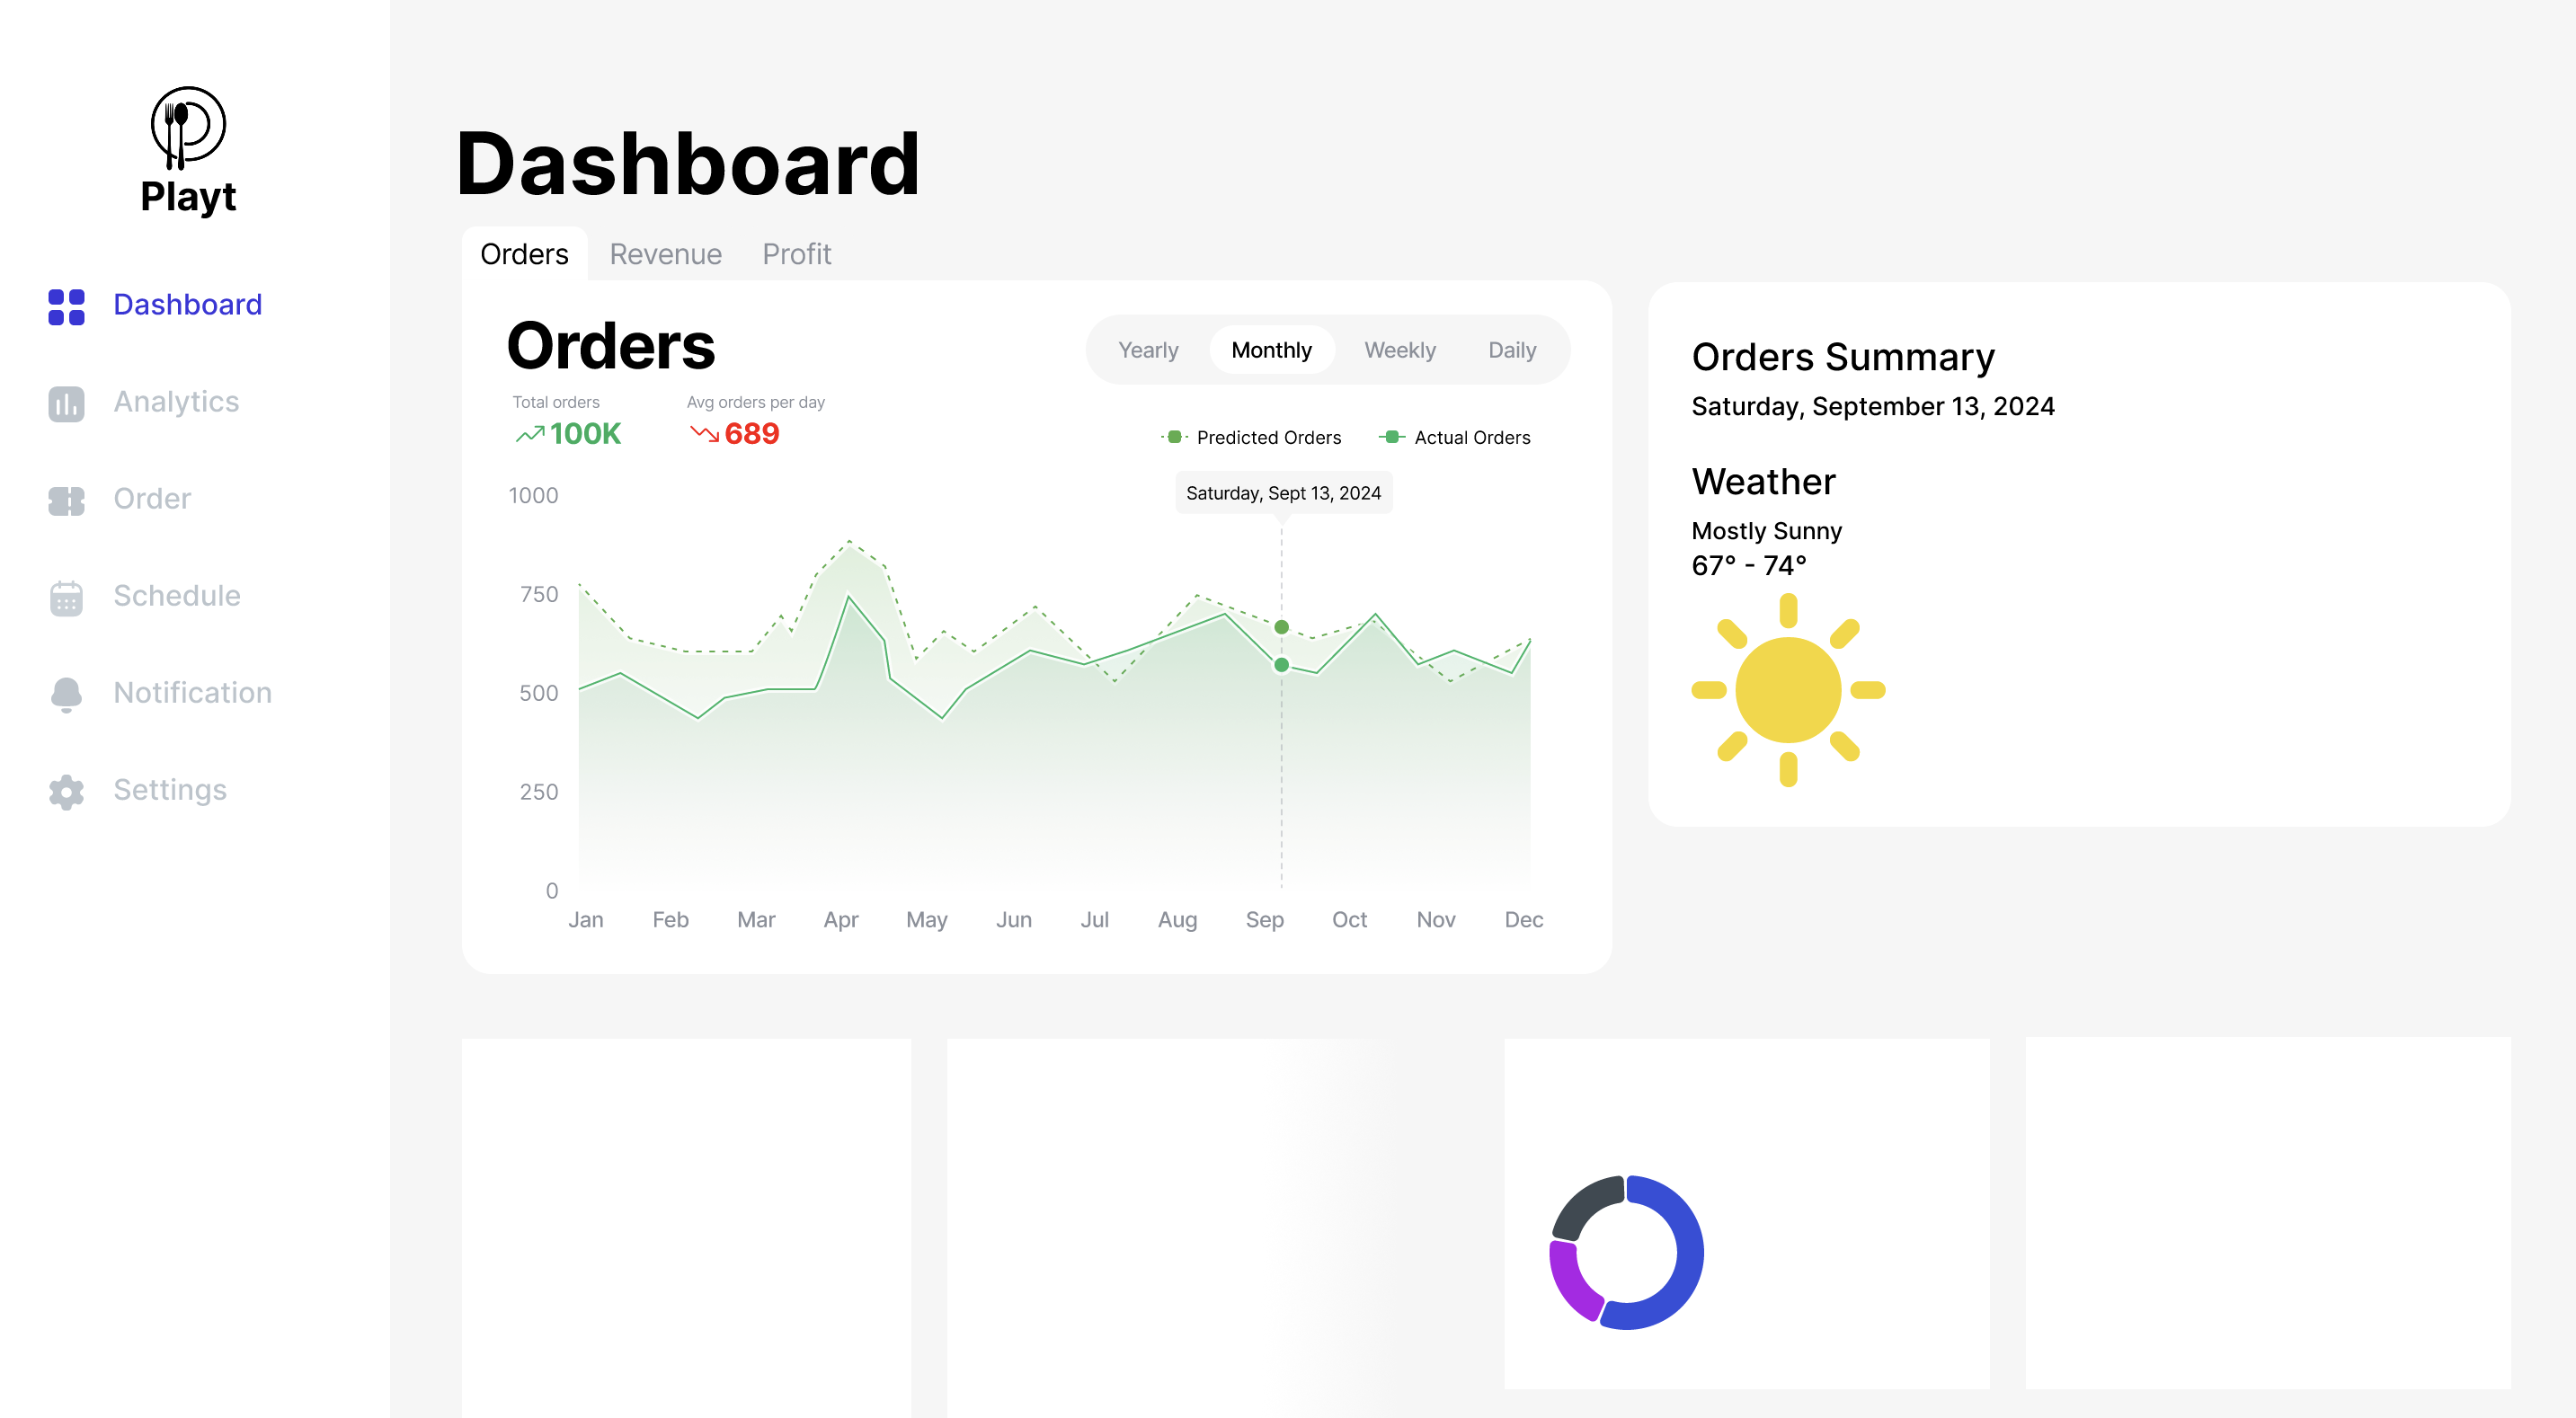 Playt
Dashboard
Analytics
Order
Schedule
Notification
Settings
Dashboard
Orders Revenue Profit
Orders
Yearly Monthly Weekly Daily
Total orders Avg orders per day
100K 689
Predicted Orders Actual Orders
Saturday, Sept 13, 2024
1000
750
500
250
0
Jan Feb Mar Apr May Jun Jul Aug Sep Oct Nov Dec
Orders Summary
Saturday, September 13, 2024
Weather
Mostly Sunny
67° - 74°